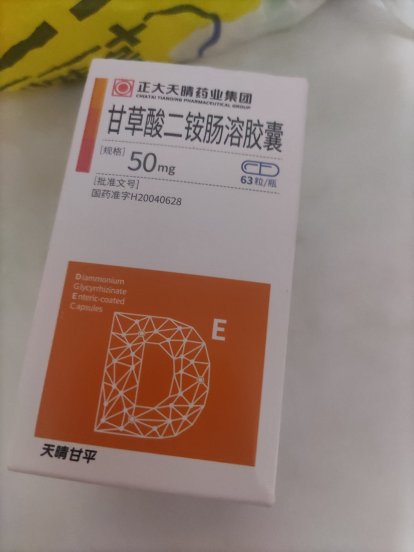 正大天晴药业集团
CHIATAI TIANQING PHARMACEUTICAL GROUP
甘草酸二铵肠溶胶囊
[规格] 50mg
63粒/瓶
[批准文号]
国药准字H20040628
Diammonium
Glycyrrhizinate
Enteric-coated
Capsules
D E
天晴甘平